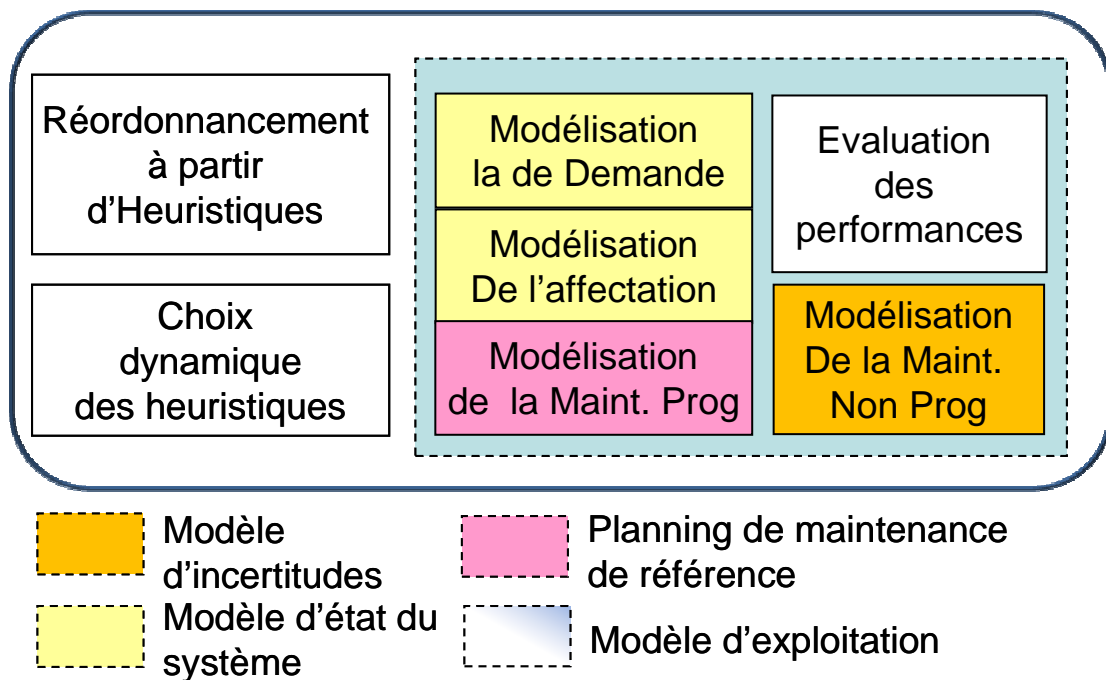 Réordonnancement
à partir
d'Heuristiques
Choix
dynamique
des heuristiques
Modélisation
la de Demande
Modélisation
De l'affectation
Modélisation
de la Maint. Prog
Evaluation
des
performances
Modélisation
De la Maint.
Non Prog
Modèle
d'incertitudes
Modèle d'état du
système
Planning de maintenance
de référence
Modèle d'exploitation